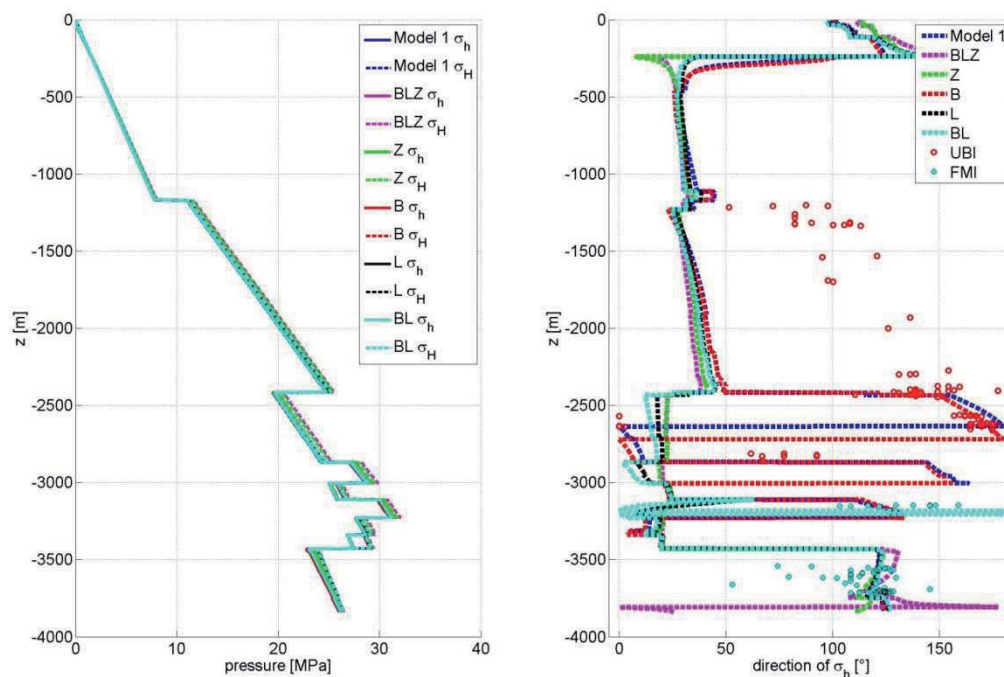 0
-500
-1000
-1500
-2000
-2500
-3000
-3500
-4000
z [m]
0 10 20 30 40
pressure [MPa]
Model 1 σh
Model 1 σH
BLZ σh
BLZ σH
Z σh
Z σH
B σh
B σH
L σh
L σH
BL σh
BL σH
0
-500
-1000
-1500
-2000
-2500
-3000
-3500
-4000
z [m]
0 50 100 150
direction of σh [°]
Model 1
BLZ
Z
B
L
BL
UBI
FMI